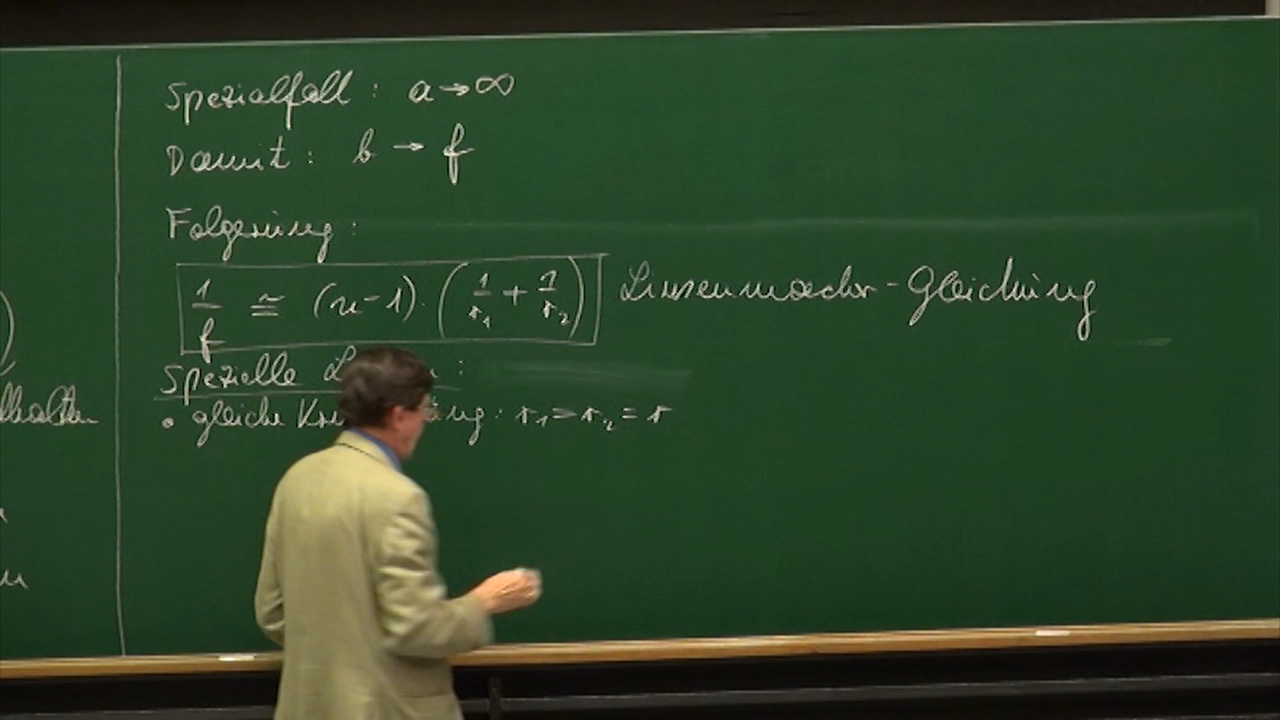 Spezialfall : a → ∞
Damit : b → f
Folgerung :
1/f ≅ (n-1) · (1/r₁ + 1/r₂) Linsenmacher-Gleichung
Spezielle :
• gleiche : r₁ = r₂ = r